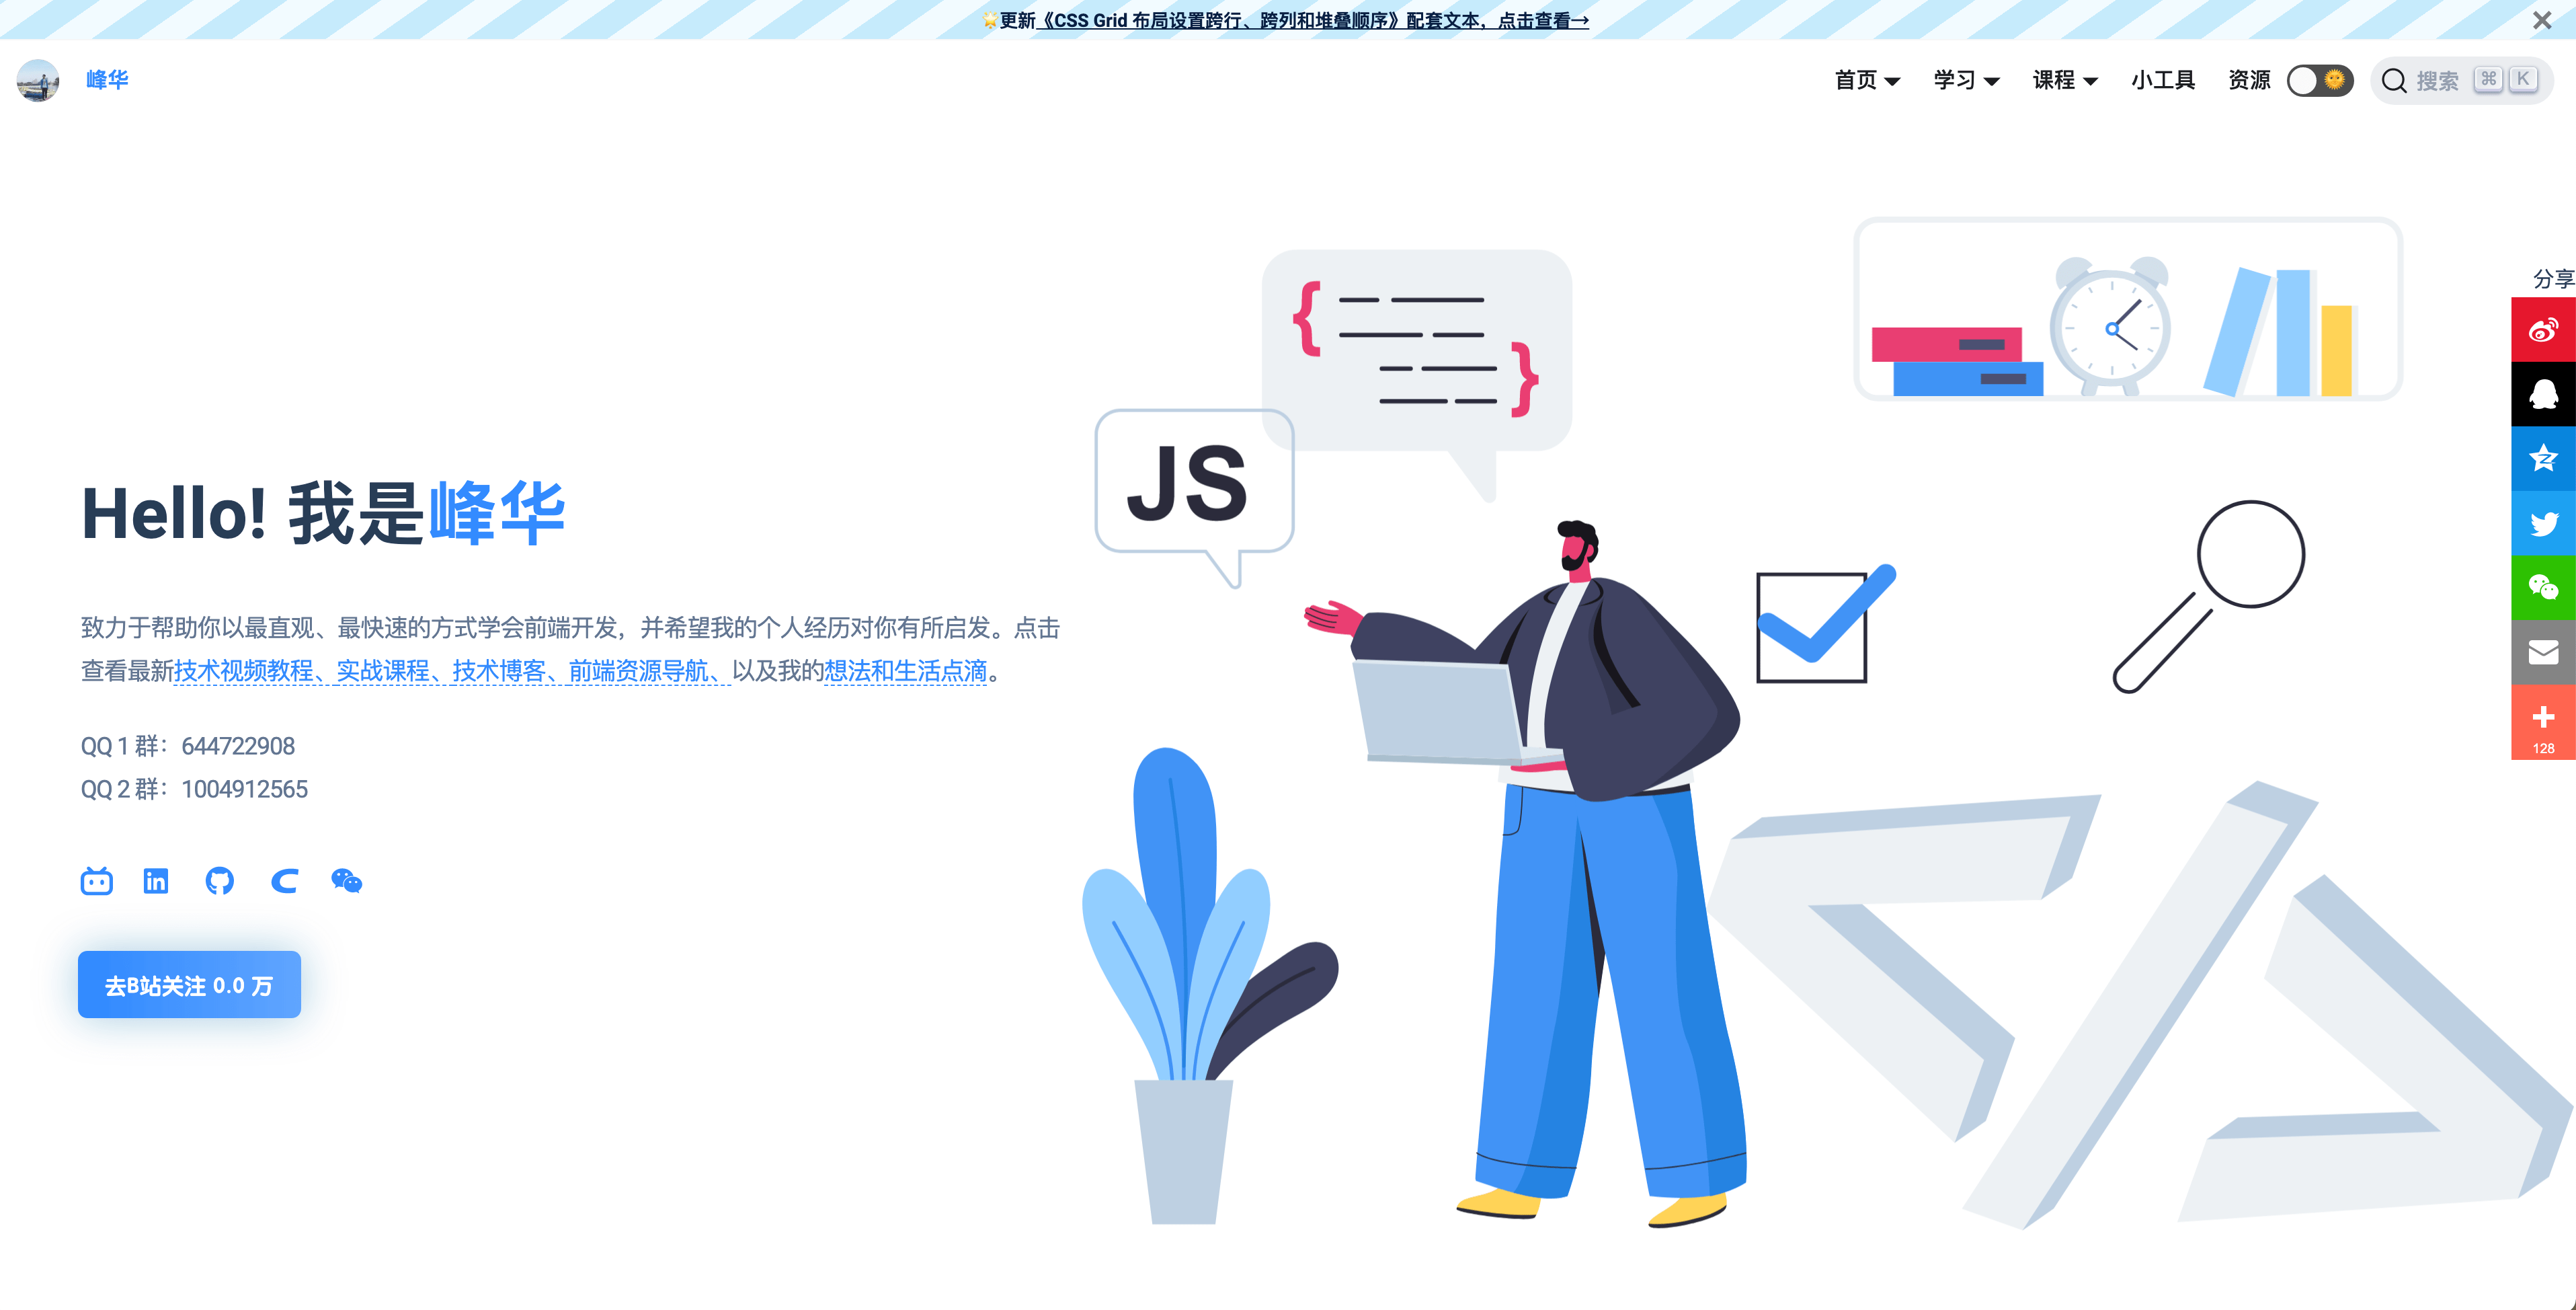 🌟更新《CSS Grid 布局设置跨行、跨列和堆叠顺序》配套文本，点击查看→
峰华
首页 学习 课程 小工具 资源 搜索 ⌘ K
分享
{ }
JS
Hello! 我是峰华
致力于帮助你以最直观、最快速的方式学会前端开发，并希望我的个人经历对你有所启发。点击
查看最新技术视频教程、实战课程、技术博客、前端资源导航、以及我的想法和生活点滴。
QQ 1 群：644722908
QQ 2 群：1004912565
去B站关注 0.0 万
128